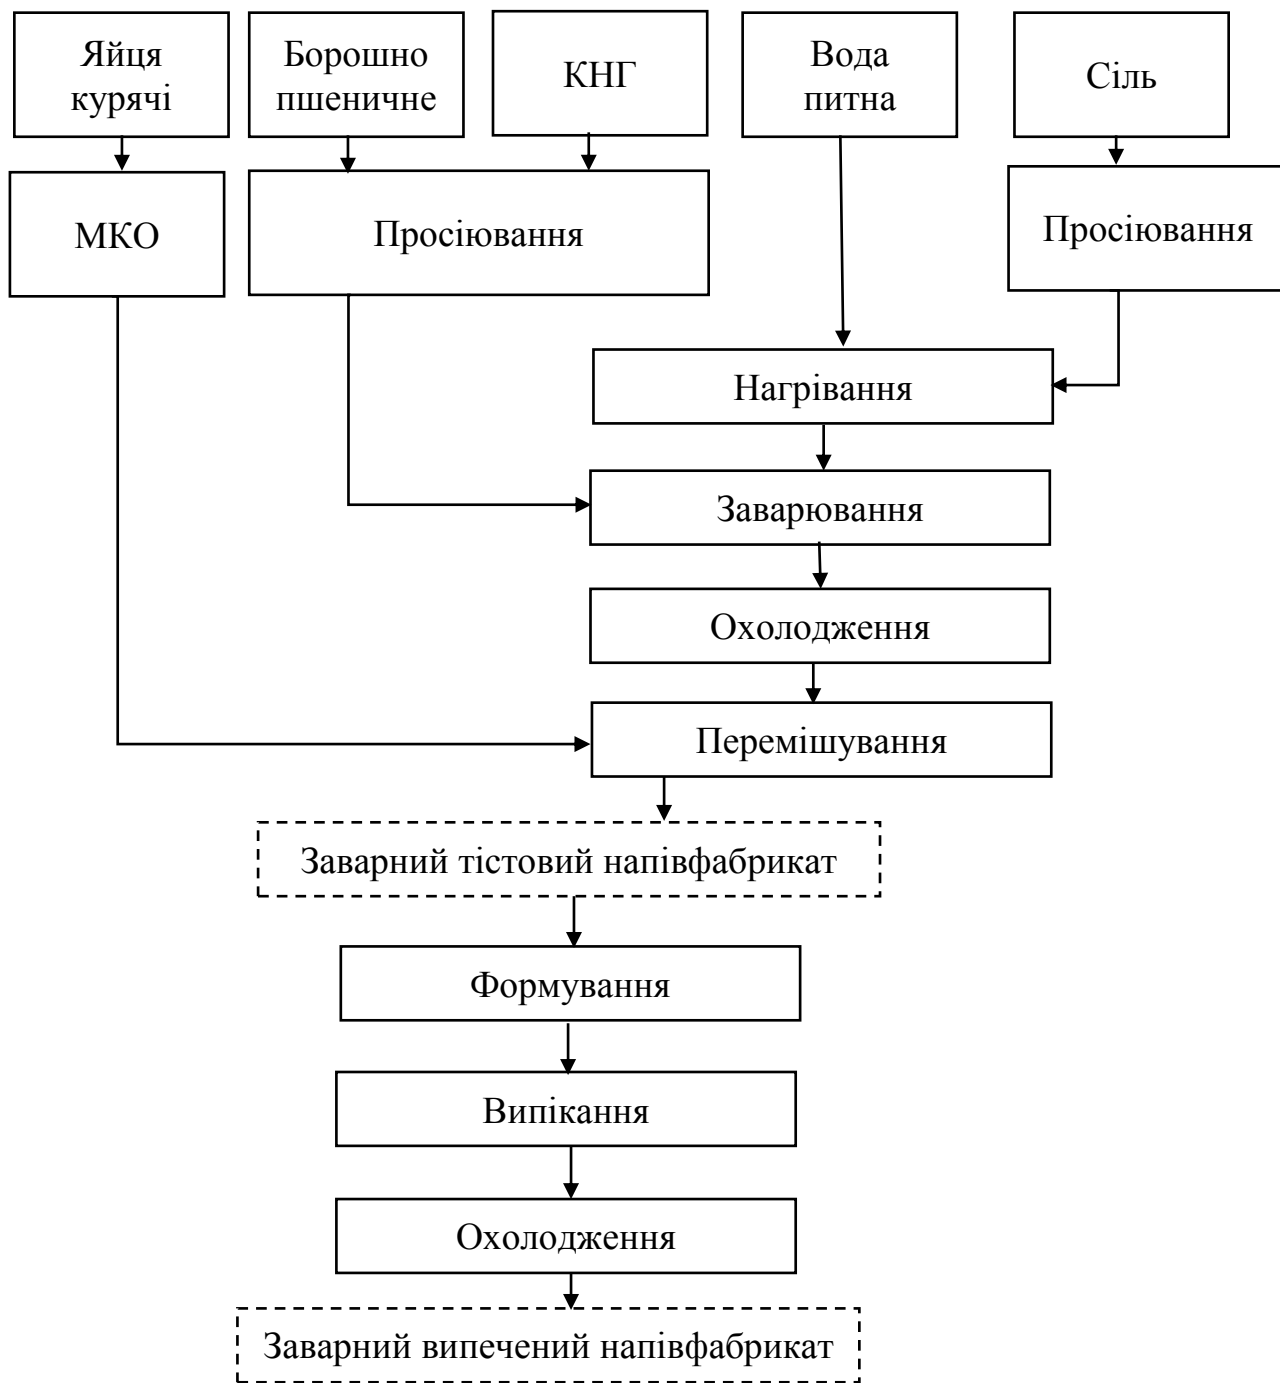 Яйця
курячі
Борошно
пшеничне
КНГ
Вода
питна
Сіль
МКО
Просіювання
Просіювання
Нагрівання
Заварювання
Охолодження
Перемішування
Заварний тістовий напівфабрикат
Формування
Випікання
Охолодження
Заварний випечений напівфабрикат